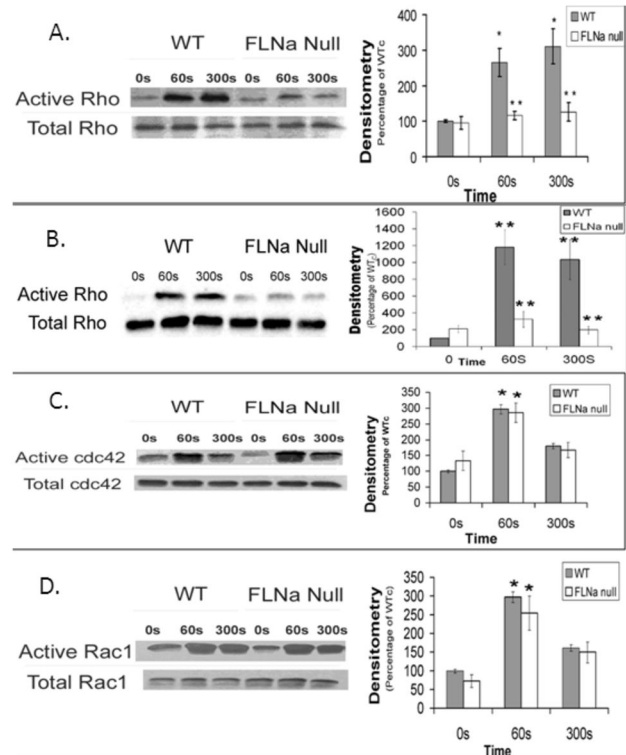 A.
WT FLNa Null
0s 60s 300s 0s 60s 300s
Active Rho
Total Rho
Densitometry
Percentage of WTc
400
300
200
100
0
* *
** **
0s 60s 300s
Time
WT
FLNa null
B.
WT FLNa Null
0s 60s 300s 0s 60s 300s
Active Rho
Total Rho
Densitometry
(Percentage of WTc)
1600
1400
1200
1000
800
600
400
200
** **
** **
0 Time 60S 300S
WT
FLNa null
C.
WT FLNa Null
0s 60s 300s 0s 60s 300s
Active cdc42
Total cdc42
Densitometry
Percentage of WTc
350
300
250
200
150
100
50
0
* *
0s 60s 300s
Time
WT
FLNa null
D.
WT FLNa Null
0s 60s 300s 0s 60s 300s
Active Rac1
Total Rac1
Densitometry
(Percentage of WTc)
350
300
250
200
150
100
50
0
* *
0s 60s 300s
Time
WT
FLNa null